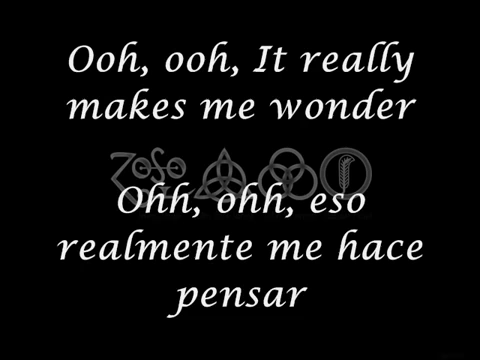 Ooh, ooh, It really
makes me wonder
Ohh, ohh, eso
realmente me hace
pensar